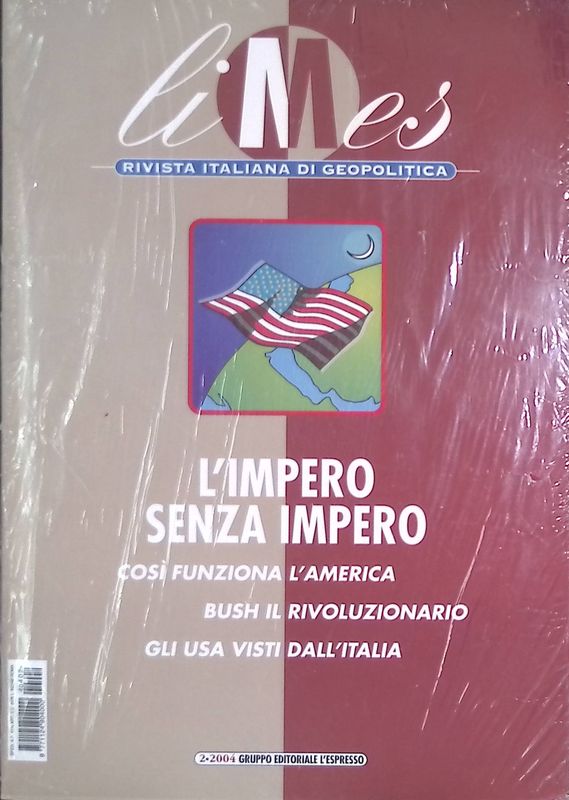 liMes
RIVISTA ITALIANA DI GEOPOLITICA
L'IMPERO
SENZA IMPERO
COSÌ FUNZIONA L'AMERICA
BUSH IL RIVOLUZIONARIO
GLI USA VISTI DALL'ITALIA
2•2004 GRUPPO EDITORIALE L'ESPRESSO